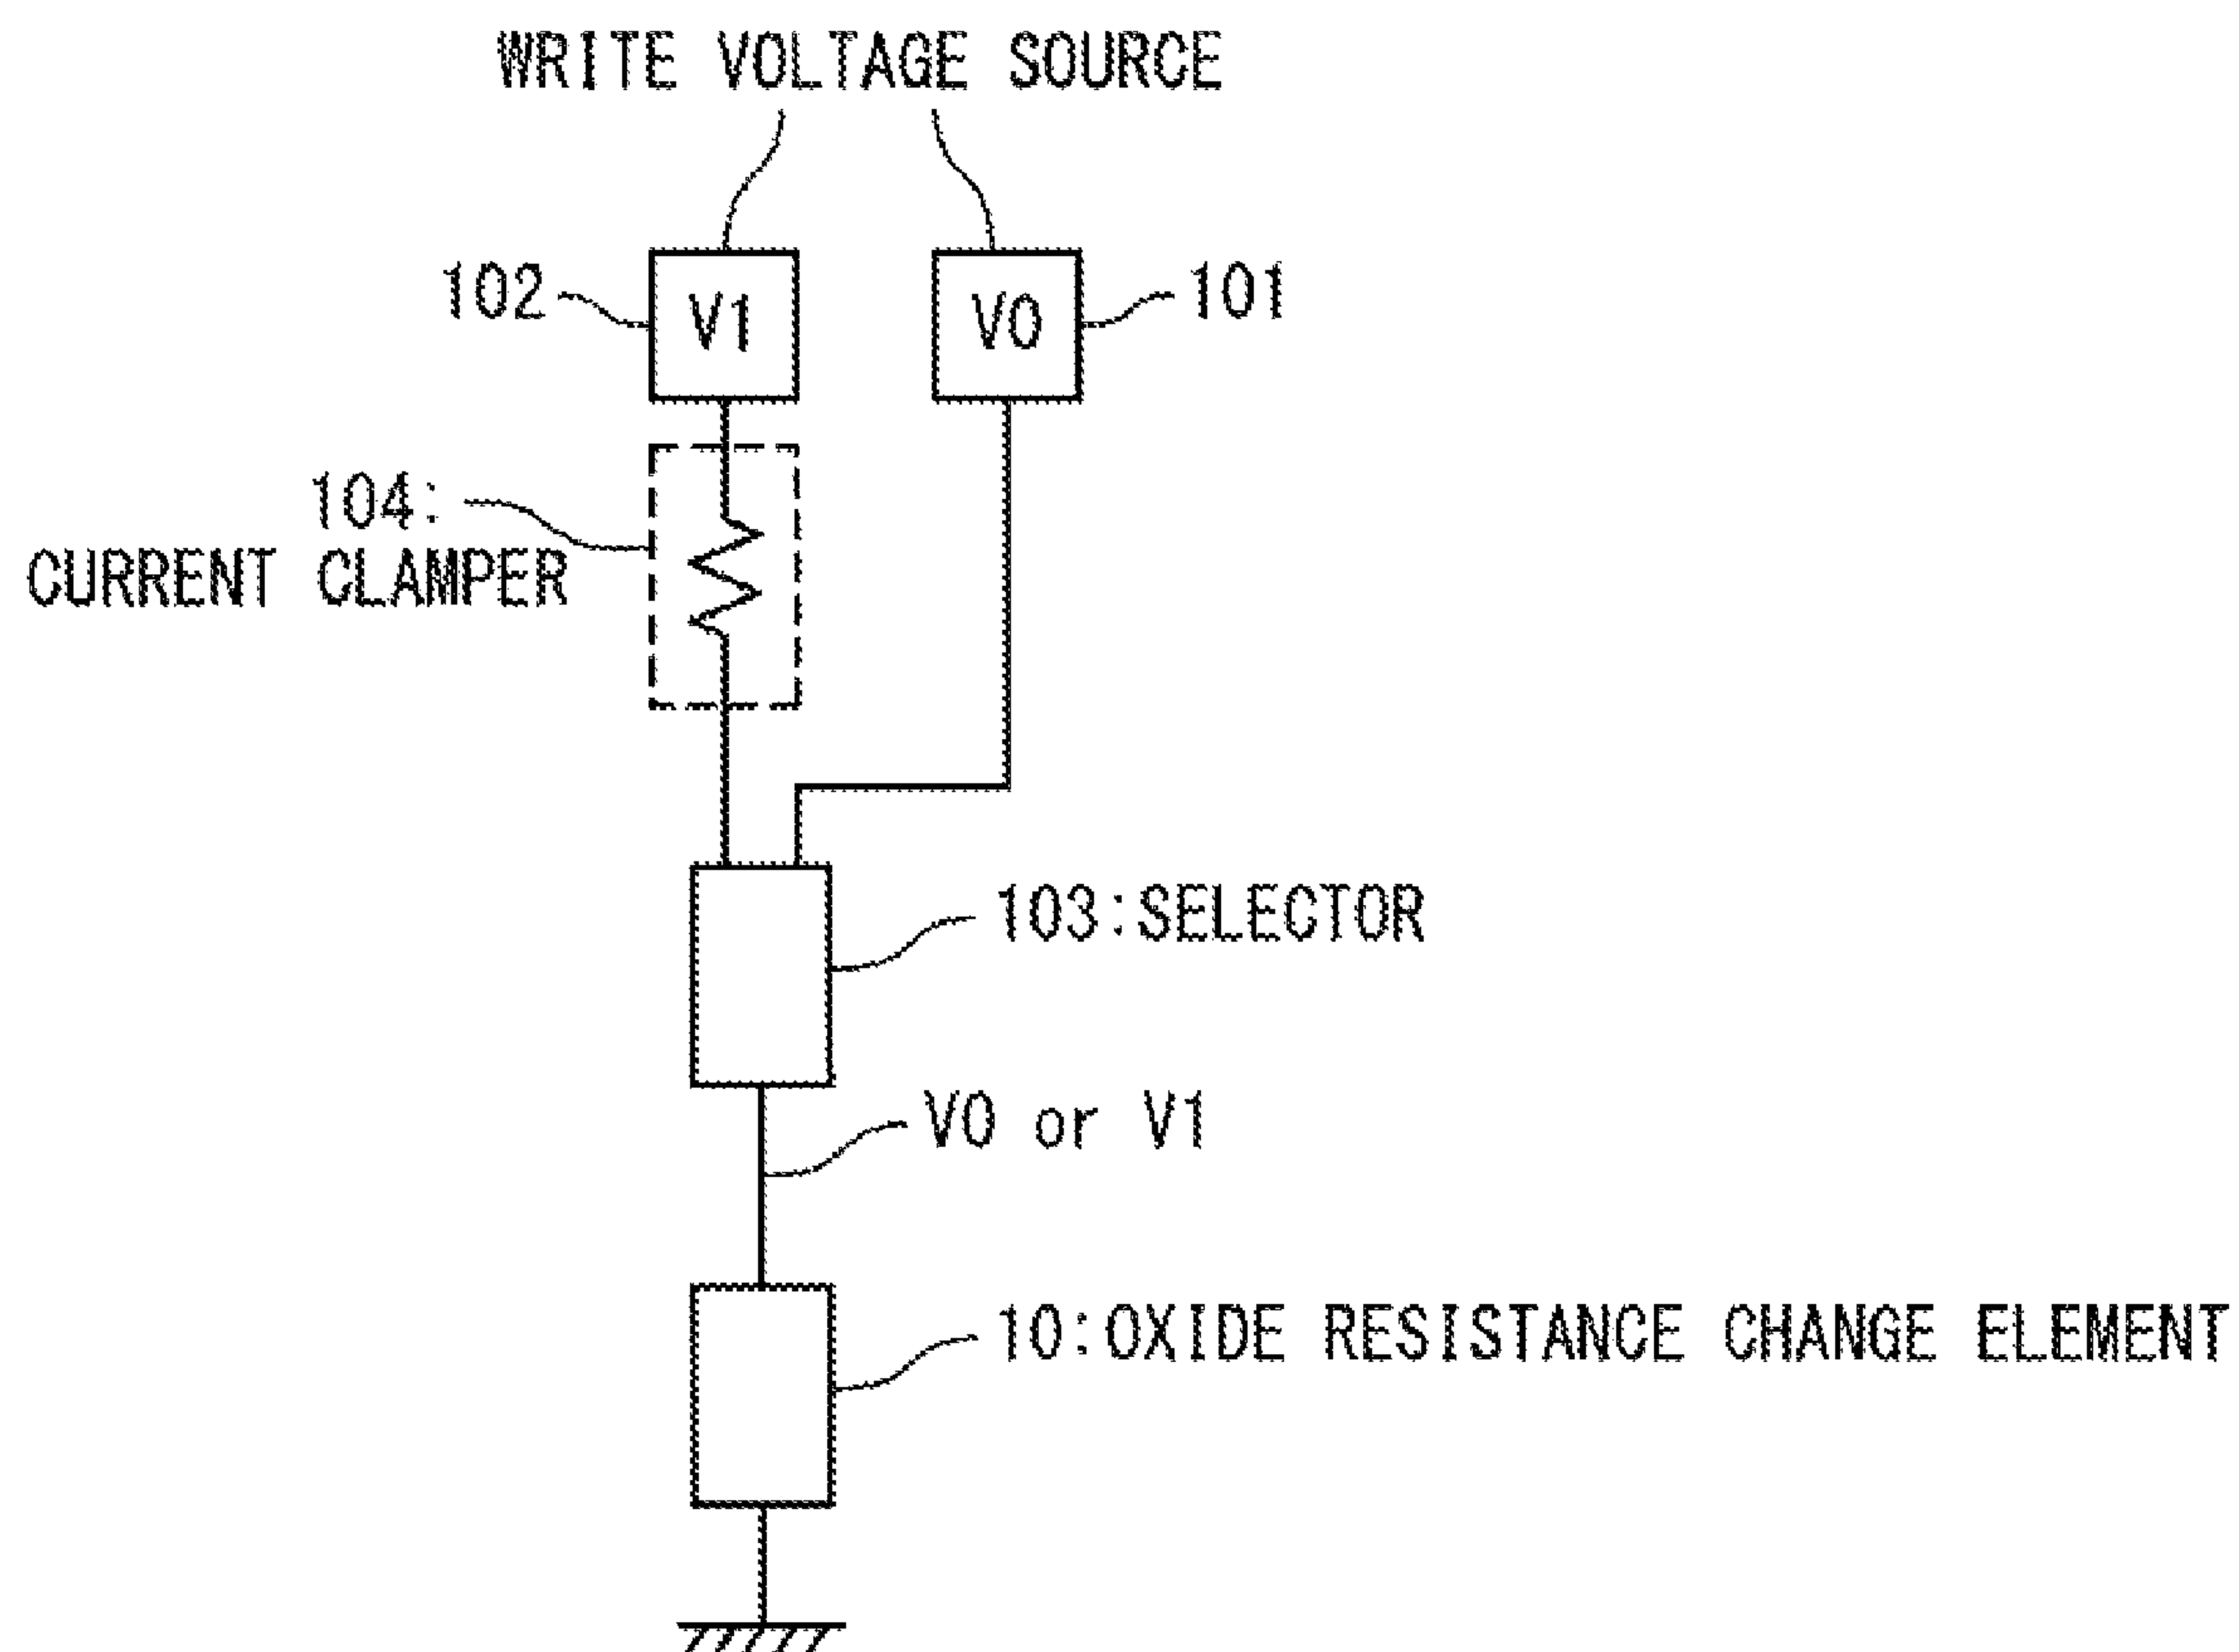 WRITE VOLTAGE SOURCE
102
V1
V0
101
104:
CURRENT CLAMPER
103:SELECTOR
V0 or V1
10:OXIDE RESISTANCE CHANGE ELEMENT